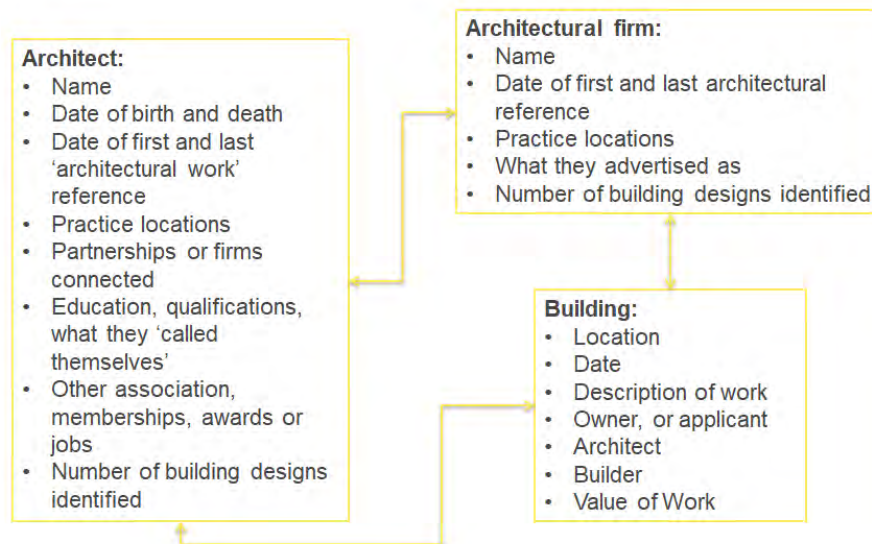 Architect:
• Name
• Date of birth and death
• Date of first and last
‘architectural work’
reference
• Practice locations
• Partnerships or firms
connected
• Education, qualifications,
what they ‘called
themselves’
• Other association,
memberships, awards or
jobs
• Number of building designs
identified
Architectural firm:
• Name
• Date of first and last architectural
reference
• Practice locations
• What they advertised as
• Number of building designs identified
Building:
• Location
• Date
• Description of work
• Owner, or applicant
• Architect
• Builder
• Value of Work